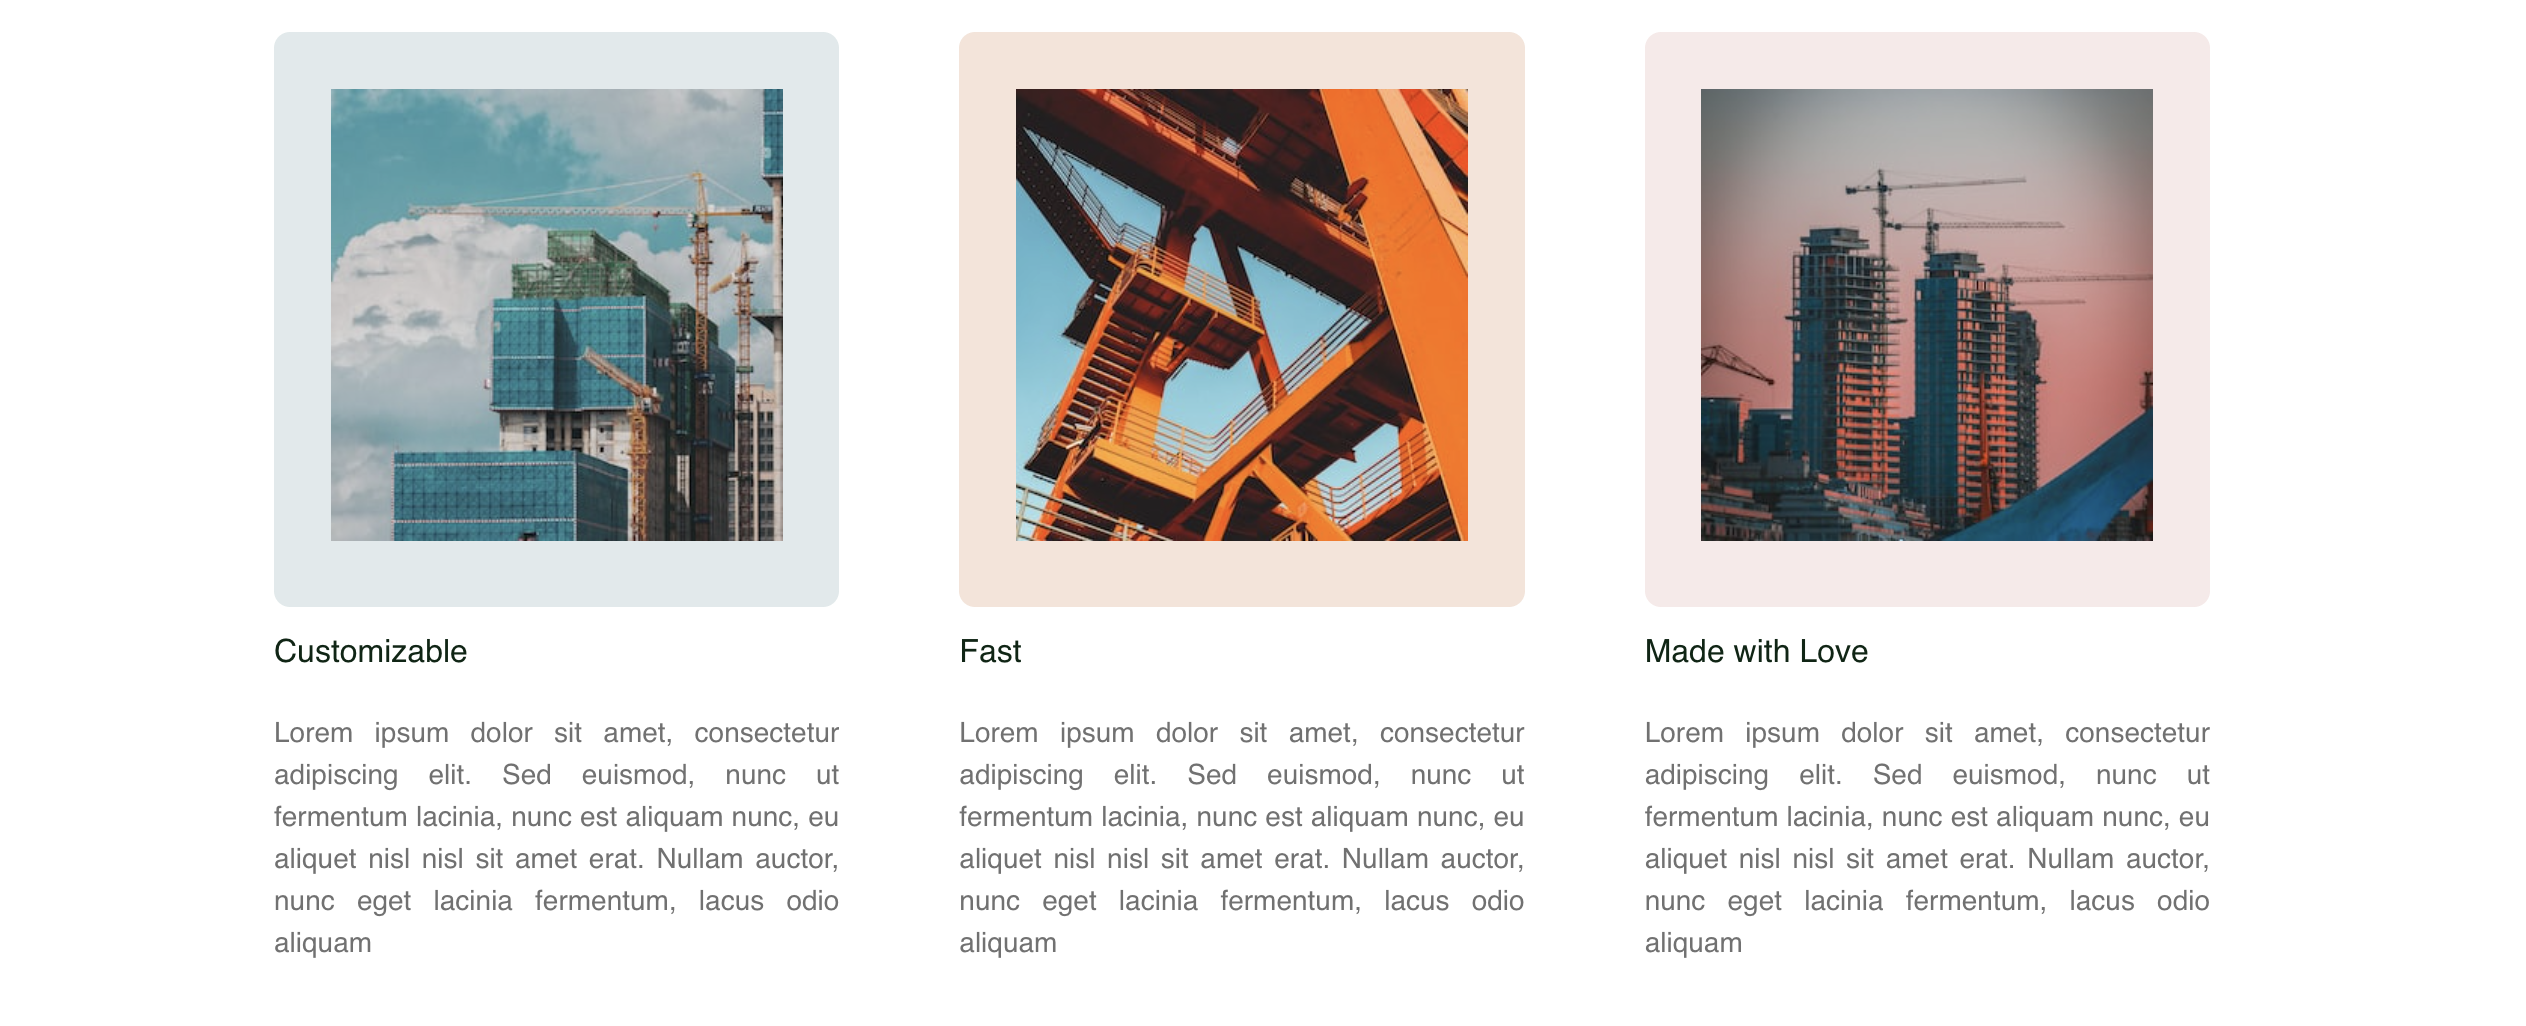 Customizable
Lorem ipsum dolor sit amet, consectetur
adipiscing elit. Sed euismod, nunc ut
fermentum lacinia, nunc est aliquam nunc, eu
aliquet nisl nisl sit amet erat. Nullam auctor,
nunc eget lacinia fermentum, lacus odio
aliquam
Fast
Lorem ipsum dolor sit amet, consectetur
adipiscing elit. Sed euismod, nunc ut
fermentum lacinia, nunc est aliquam nunc, eu
aliquet nisl nisl sit amet erat. Nullam auctor,
nunc eget lacinia fermentum, lacus odio
aliquam
Made with Love
Lorem ipsum dolor sit amet, consectetur
adipiscing elit. Sed euismod, nunc ut
fermentum lacinia, nunc est aliquam nunc, eu
aliquet nisl nisl sit amet erat. Nullam auctor,
nunc eget lacinia fermentum, lacus odio
aliquam